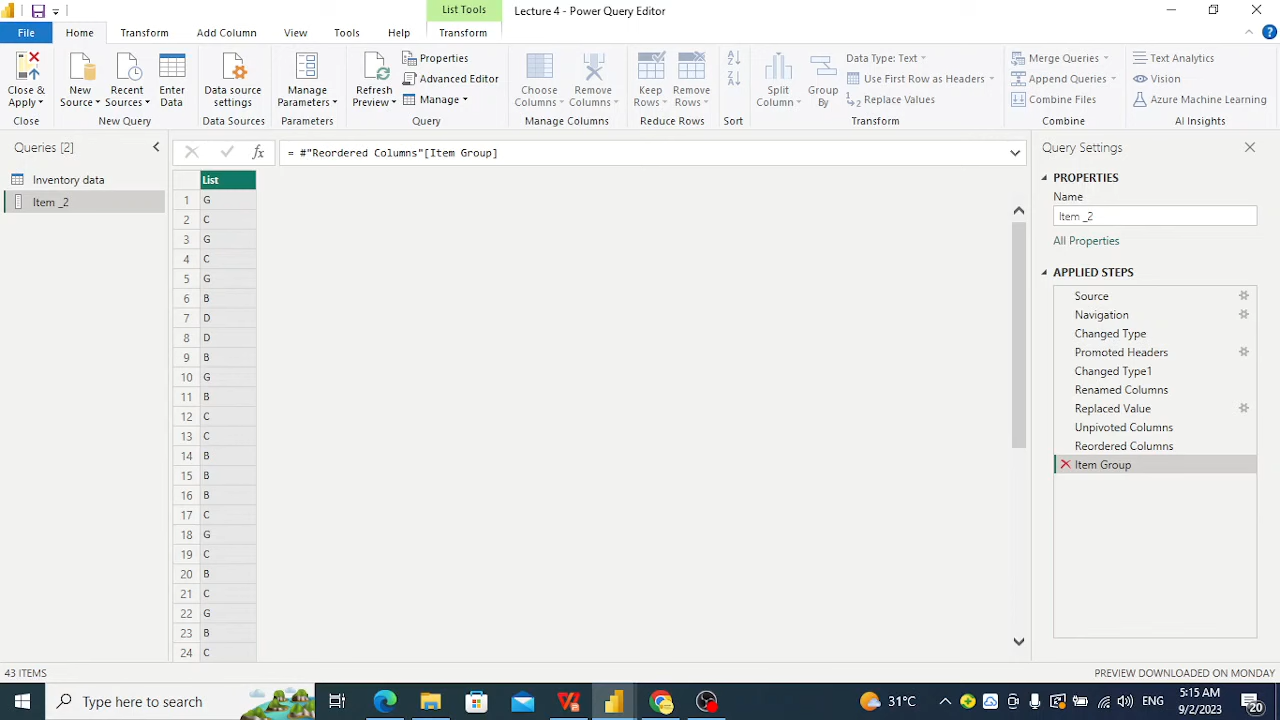 List Tools
Lecture 4 - Power Query Editor
File
Home
Transform
Add Column
View
Tools
Help
Transform
Close &
Apply
Close
New
Source
Recent
Sources
Enter
Data
New Query
Data source
settings
Data Sources
Manage
Parameters
Parameters
Refresh
Preview
Properties
Advanced Editor
Manage
Query
Choose
Columns
Remove
Columns
Manage Columns
Keep
Rows
Remove
Rows
Reduce Rows
Sort
Split
Column
Group
By
Data Type: Text
Use First Row as Headers
Replace Values
Transform
Merge Queries
Append Queries
Combine Files
Combine
Text Analytics
Vision
Azure Machine Learning
AI Insights
Queries [2]
Inventory data
Item _2
= #"Reordered Columns"[Item Group]
List
1 G
2 C
3 G
4 C
5 G
6 B
7 D
8 D
9 B
10 G
11 B
12 C
13 C
14 B
15 B
16 B
17 C
18 G
19 C
20 B
21 C
22 G
23 B
24 C
Query Settings
PROPERTIES
Name
Item _2
All Properties
APPLIED STEPS
Source
Navigation
Changed Type
Promoted Headers
Changed Type1
Renamed Columns
Replaced Value
Unpivoted Columns
Reordered Columns
Item Group
43 ITEMS
PREVIEW DOWNLOADED ON MONDAY
Type here to search
31°C
ENG
9/2/2023
20